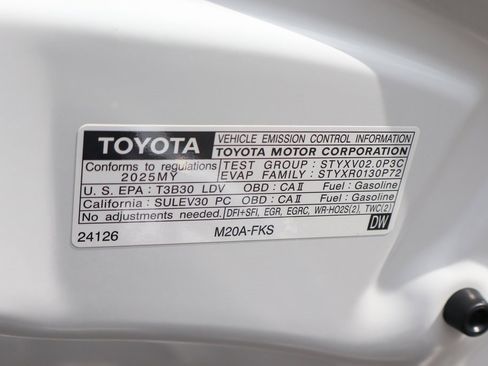 TOYOTA
VEHICLE EMISSION CONTROL INFORMATION
TOYOTA MOTOR CORPORATION
Conforms to regulations
2025MY
TEST GROUP : STYXV02.0P3C
EVAP FAMILY : STYXR0130P72
U. S. EPA : T3B30 LDV OBD : CAII Fuel : Gasoline
California : SULEV30 PC OBD : CAII Fuel : Gasoline
No adjustments needed. DFI+SFI, EGR, EGRC, WR-HO2S(2), TWC(2)
24126 M20A-FKS DW